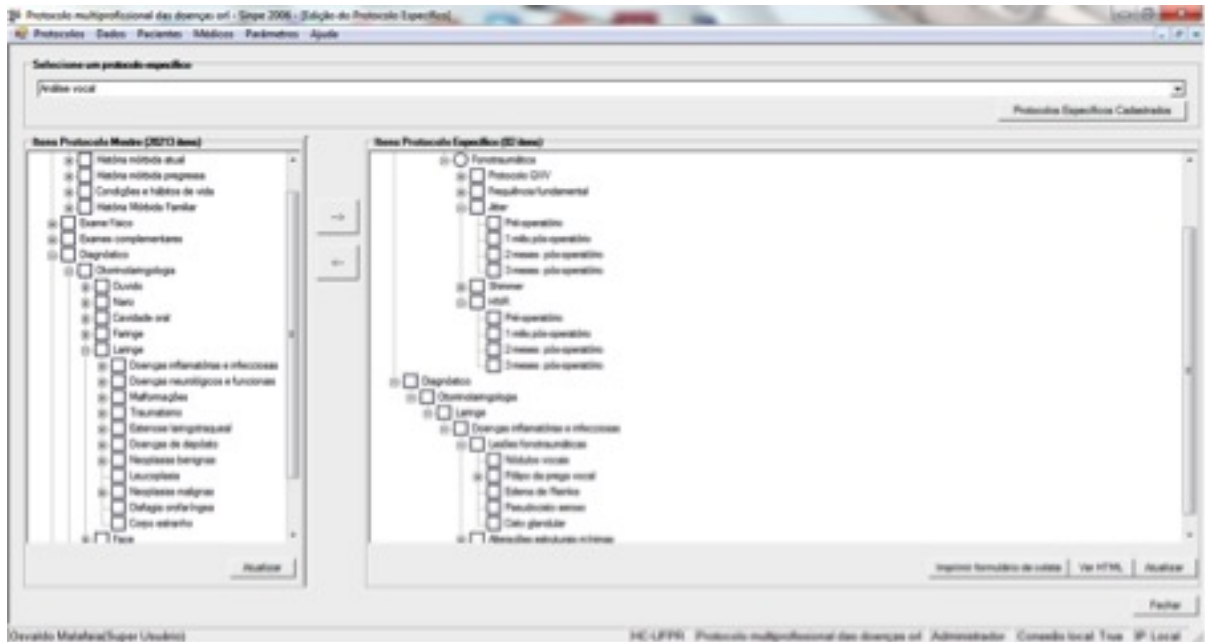 Protocolo multiprofissional das doenças orl - Sinpe 2006 - [Edição do Protocolo Específico]
Protocolos Dados Pacientes Médicos Parâmetros Ajuda
Selecione um protocolo específico
Análise vocal
Protocolos Específicos Cadastrados
Itens Protocolo Mestre (20213 itens)
História mórbida atual
História mórbida pregressa
Condições e hábitos de vida
História Mórbida Familiar
Exame Físico
Exames complementares
Diagnóstico
Otorrinolaringologia
Ouvido
Nariz
Cavidade oral
Faringe
Laringe
Doenças inflamatórias e infecciosas
Doenças neurológicas e funcionais
Malformações
Traumatismo
Estenose laringotraqueal
Doenças de depósito
Neoplasias benignas
Leucoplasia
Neoplasias malignas
Disfagia orofaríngea
Corpo estranho
Face
Atualizar
Itens Protocolo Específico (82 itens)
Fonotraumática
Protocolo QVV
Frequência fundamental
Jitter
Pré-operatório
1 mês pós-operatório
2 meses pós-operatório
3 meses pós-operatório
Shimmer
HNR
Pré-operatório
1 mês pós-operatório
2 meses pós-operatório
3 meses pós-operatório
Diagnóstico
Otorrinolaringologia
Laringe
Doenças inflamatórias e infecciosas
Lesões fonotraumáticas
Nódulos vocais
Pólipo da prega vocal
Edema de Reinke
Pseudocisto seroso
Cisto glandular
Alterações estruturais mínimas
Imprimir formulário de coleta Ver HTML Atualizar
Fechar
Osvaldo Malafaia(Super Usuário) HC-UFPR Protocolo multiprofissional das doenças orl Administrador Conexão local: True IP: Local